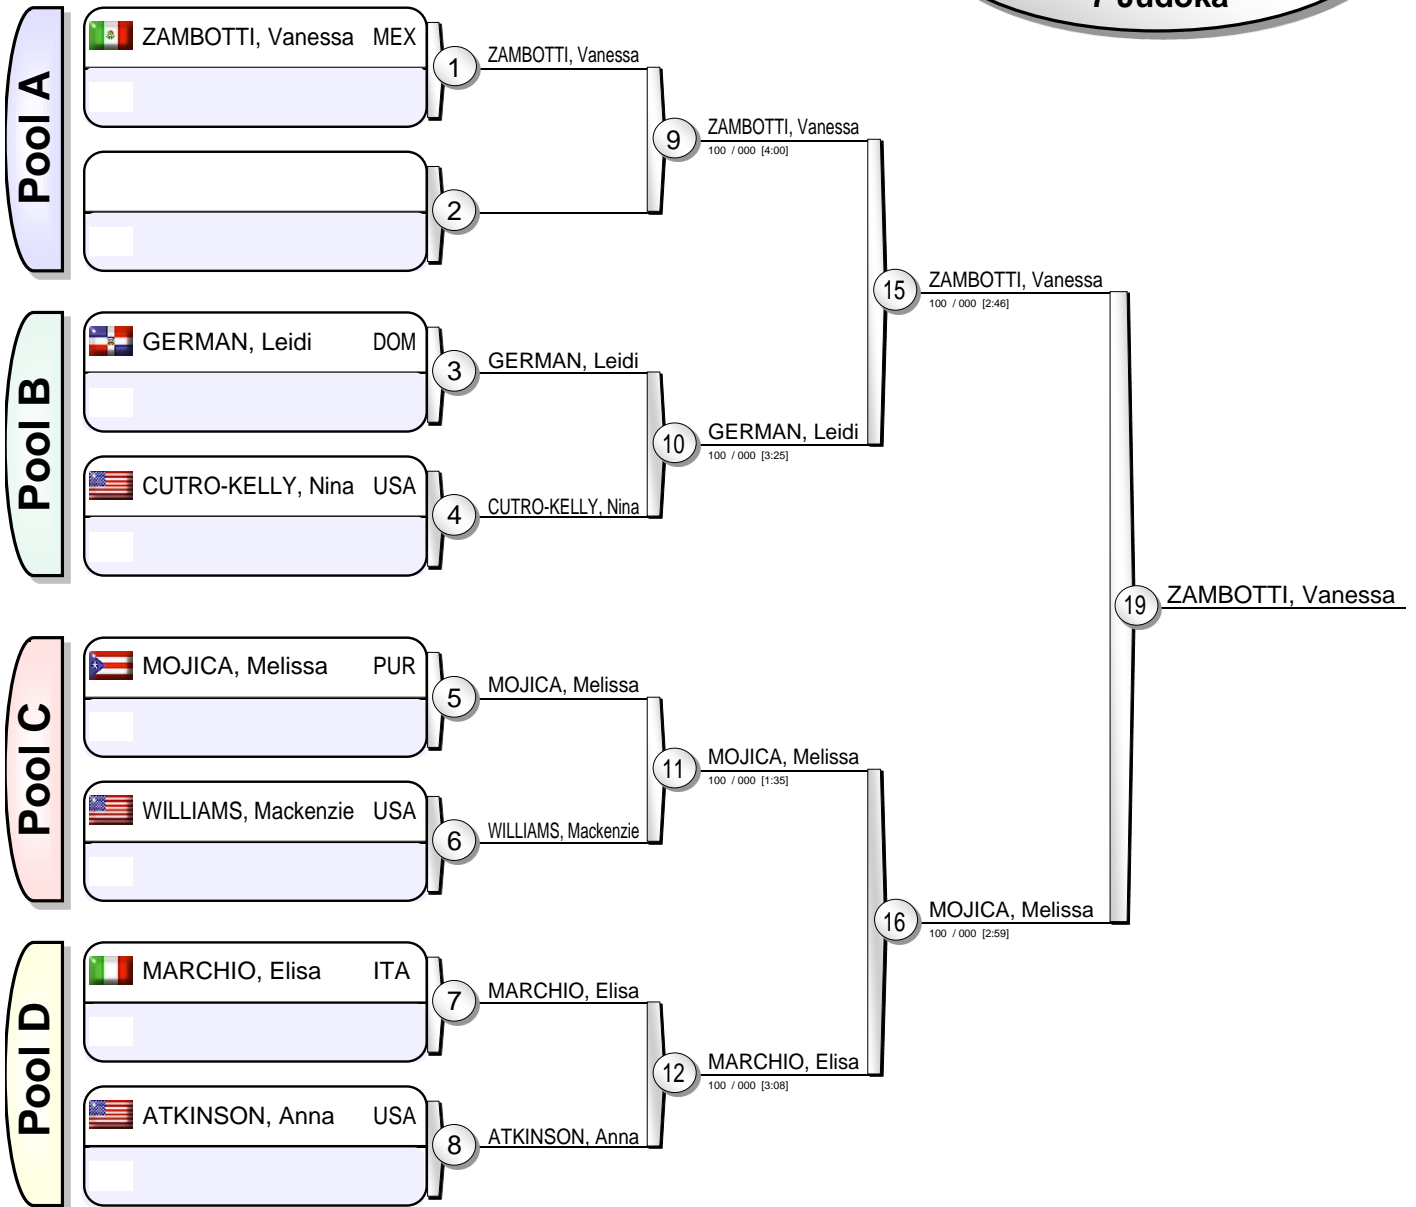 7 Judoka
Pool A
ZAMBOTTI, Vanessa MEX
1
ZAMBOTTI, Vanessa
2
9
ZAMBOTTI, Vanessa
100 / 000 [4:00]
Pool B
GERMAN, Leidi DOM
3
GERMAN, Leidi
CUTRO-KELLY, Nina USA
4
CUTRO-KELLY, Nina
10
GERMAN, Leidi
100 / 000 [3:25]
15
ZAMBOTTI, Vanessa
100 / 000 [2:46]
Pool C
MOJICA, Melissa PUR
5
MOJICA, Melissa
WILLIAMS, Mackenzie USA
6
WILLIAMS, Mackenzie
11
MOJICA, Melissa
100 / 000 [1:35]
Pool D
MARCHIO, Elisa ITA
7
MARCHIO, Elisa
ATKINSON, Anna USA
8
ATKINSON, Anna
12
MARCHIO, Elisa
100 / 000 [3:08]
16
MOJICA, Melissa
100 / 000 [2:59]
19
ZAMBOTTI, Vanessa